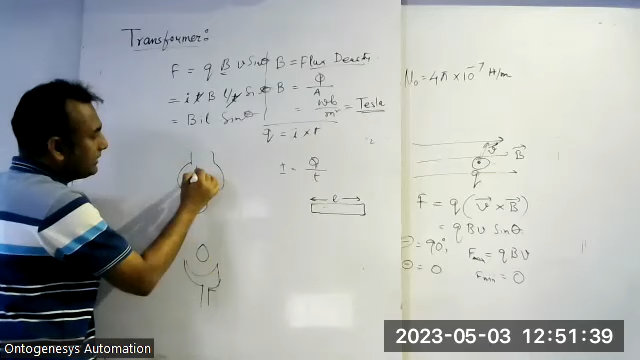 Transformer:
F = q B v Sinθ
= i t B l/t Sinθ
= Bil Sinθ
B = Flux Density
B = Φ/A
= wb/m² = Tesla
q = i × t
I = Q/t
l
μ₀ = 4π × 10⁻⁷ H/m
v⃗
B⃗
q
F⃗ = q(v⃗ × B⃗)
= q B v Sinθ
= 90°, Fmax = qBv
θ = 0 Fmin = 0
2023-05-03 12:51:39
Ontogenesys Automation